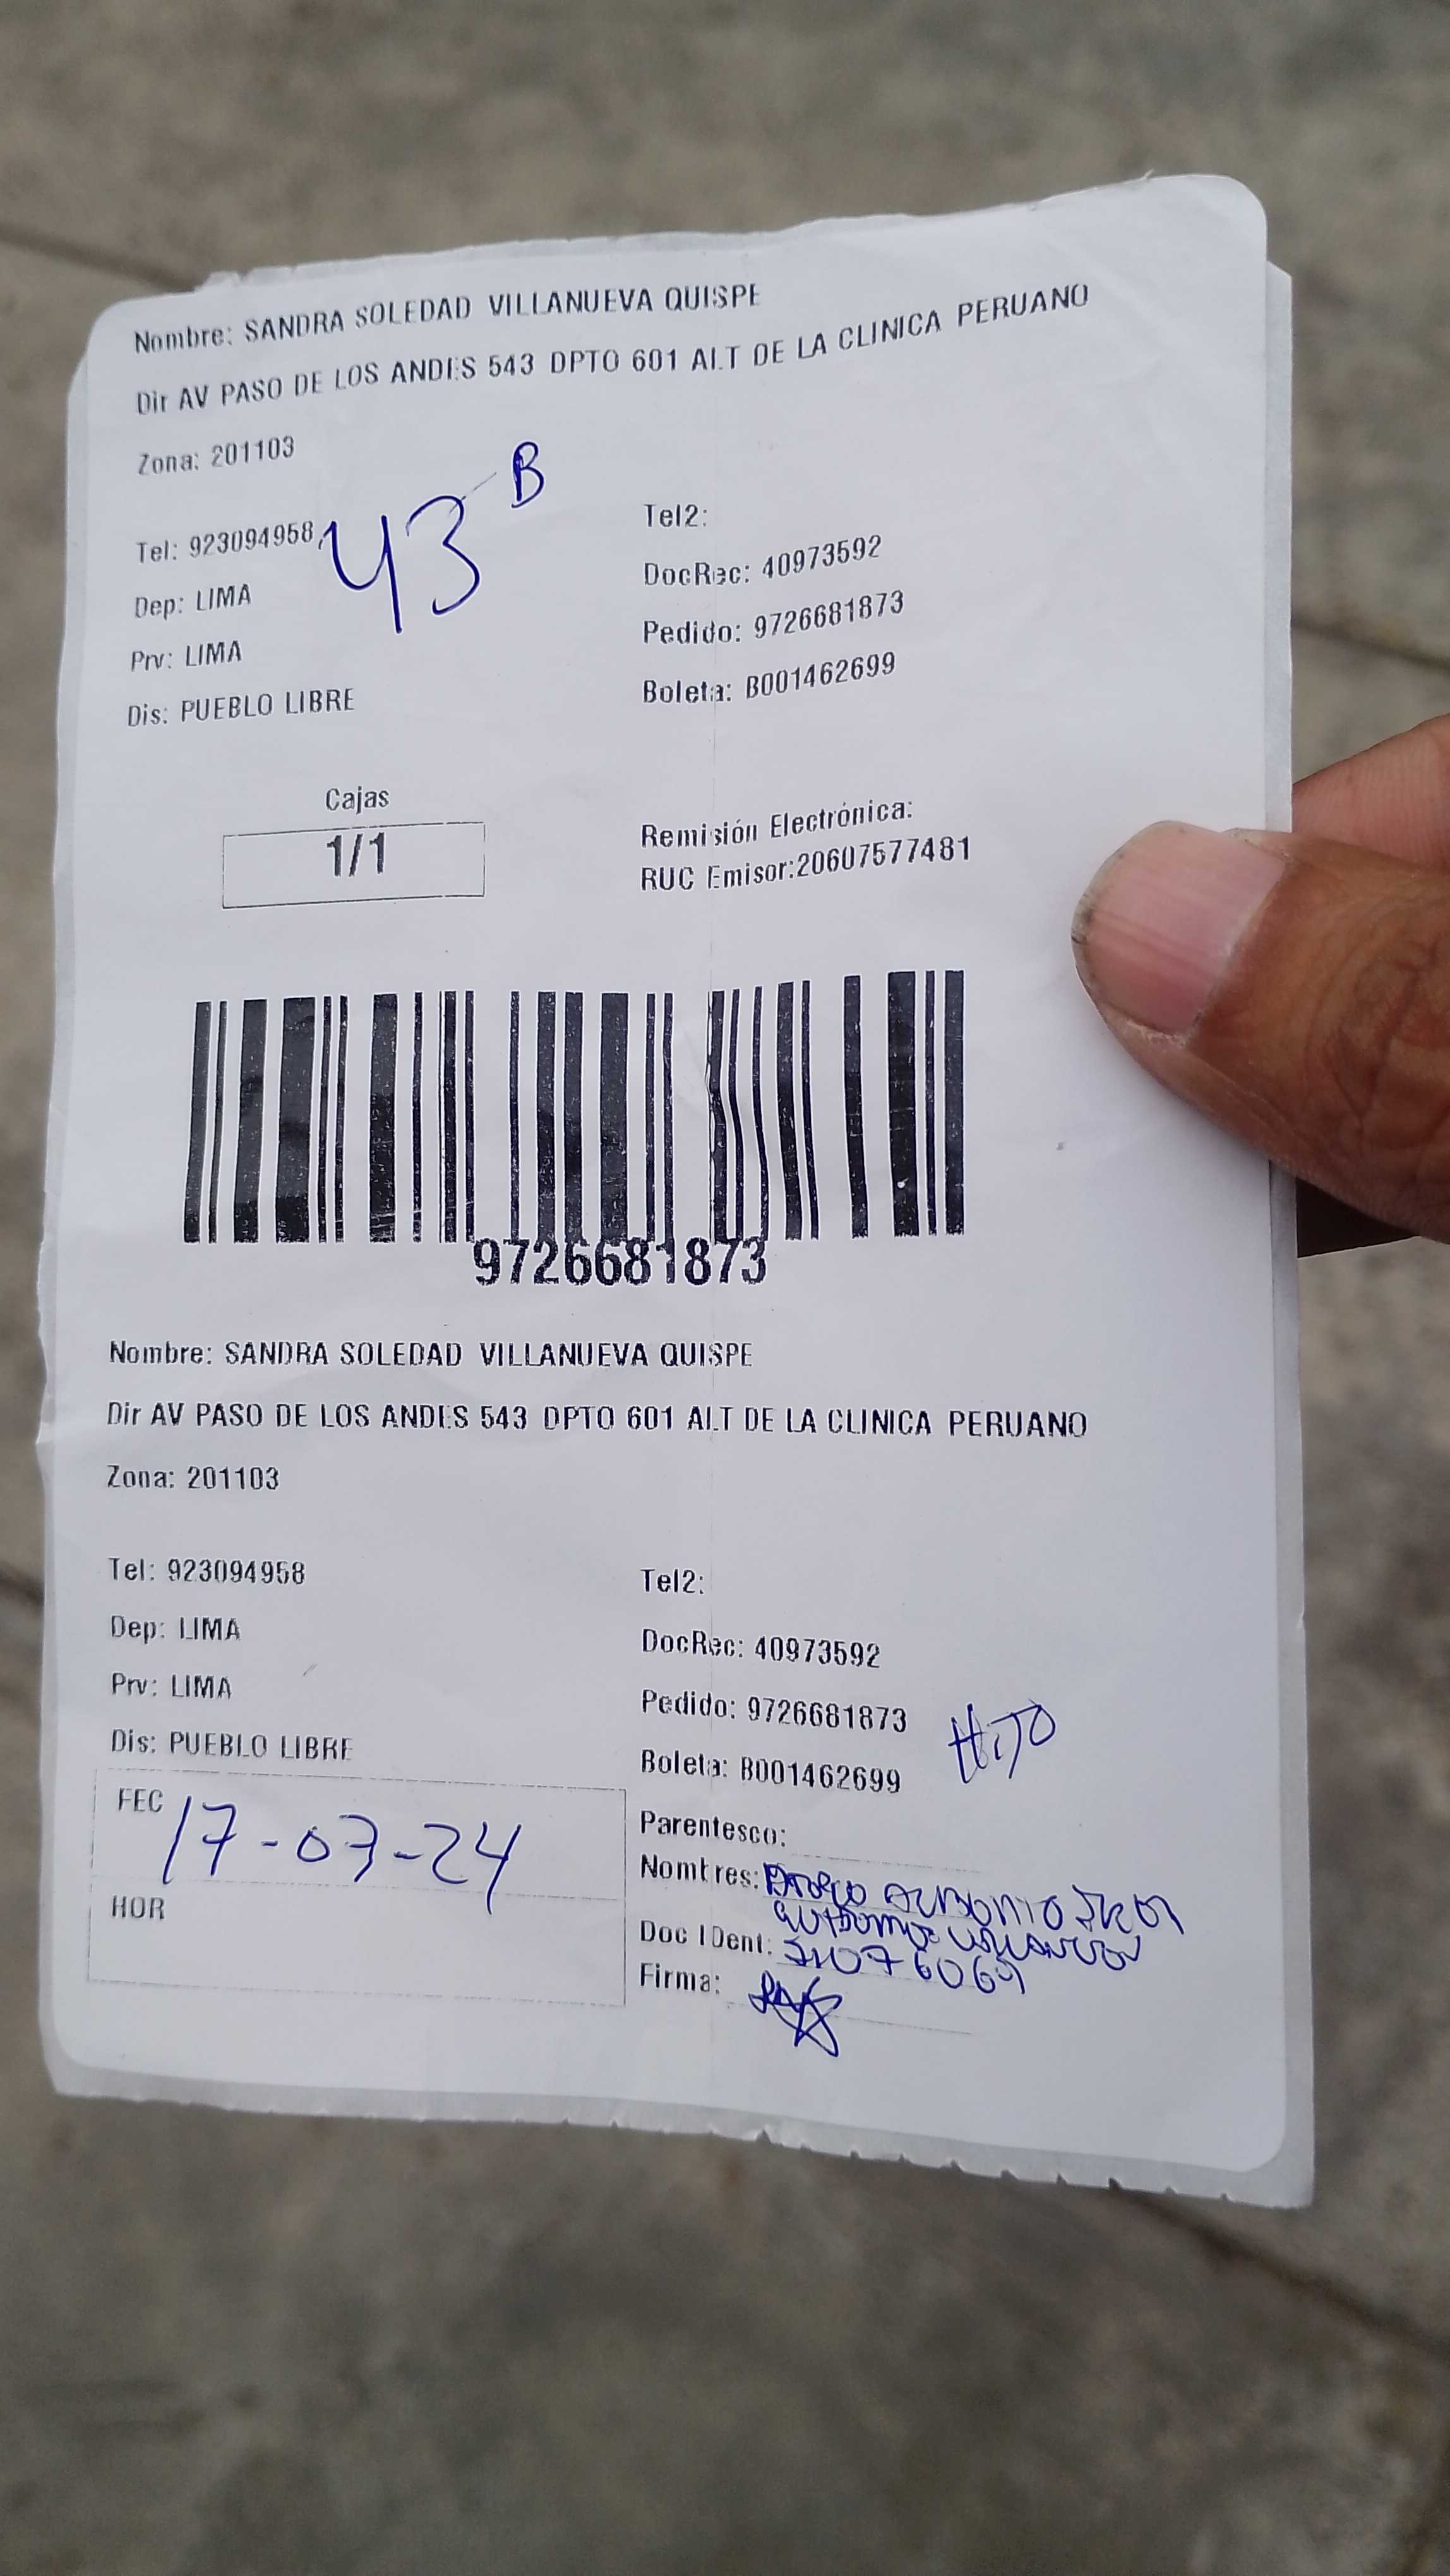 Nombre: SANDRA SOLEDAD VILLANUEVA QUISPE
Dir AV PASO DE LOS ANDES 543 DPTO 601 ALT DE LA CLINICA PERUANO
Zona: 201103
43 B
Tel: 923094958
Tel2:
Dep: LIMA
DocRec: 40973592
Prv: LIMA
Pedido: 9726681873
Dis: PUEBLO LIBRE
Boleta: B001462699
Cajas
1/1
Remisión Electrónica:
RUC Emisor:20607577481
9726681873
Nombre: SANDRA SOLEDAD VILLANUEVA QUISPE
Dir AV PASO DE LOS ANDES 543 DPTO 601 ALT DE LA CLINICA PERUANO
Zona: 201103
Tel: 923094958
Tel2:
Dep: LIMA
DocRec: 40973592
Prv: LIMA
Pedido: 9726681873
HIJO
Dis: PUEBLO LIBRE
Boleta: B001462699
FEC 17-03-24
HOR
Parentesco:
Nombres:
Doc IDent:
Firma: